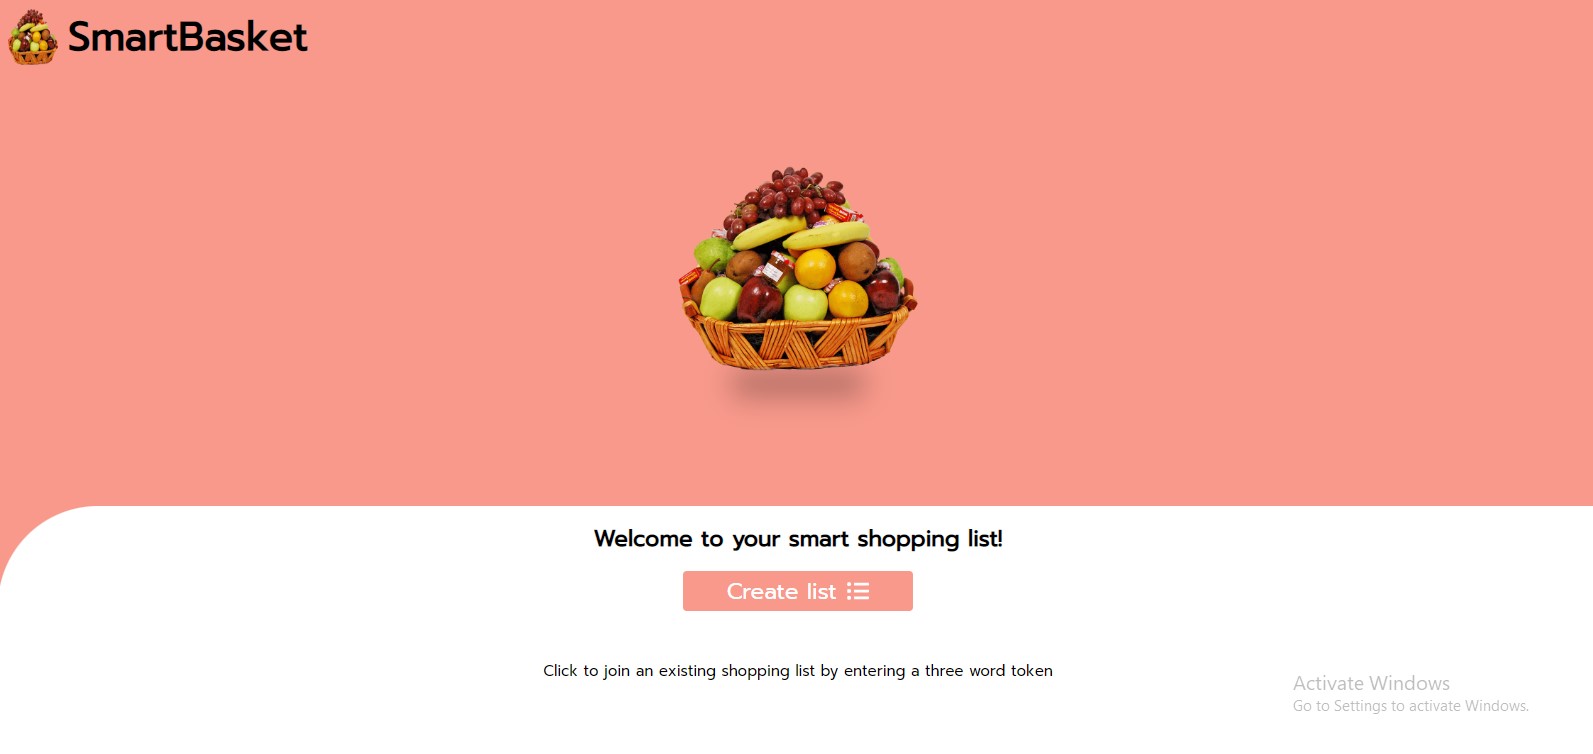 SmartBasket
Welcome to your smart shopping list!
Create list
Click to join an existing shopping list by entering a three word token
Activate Windows
Go to Settings to activate Windows.